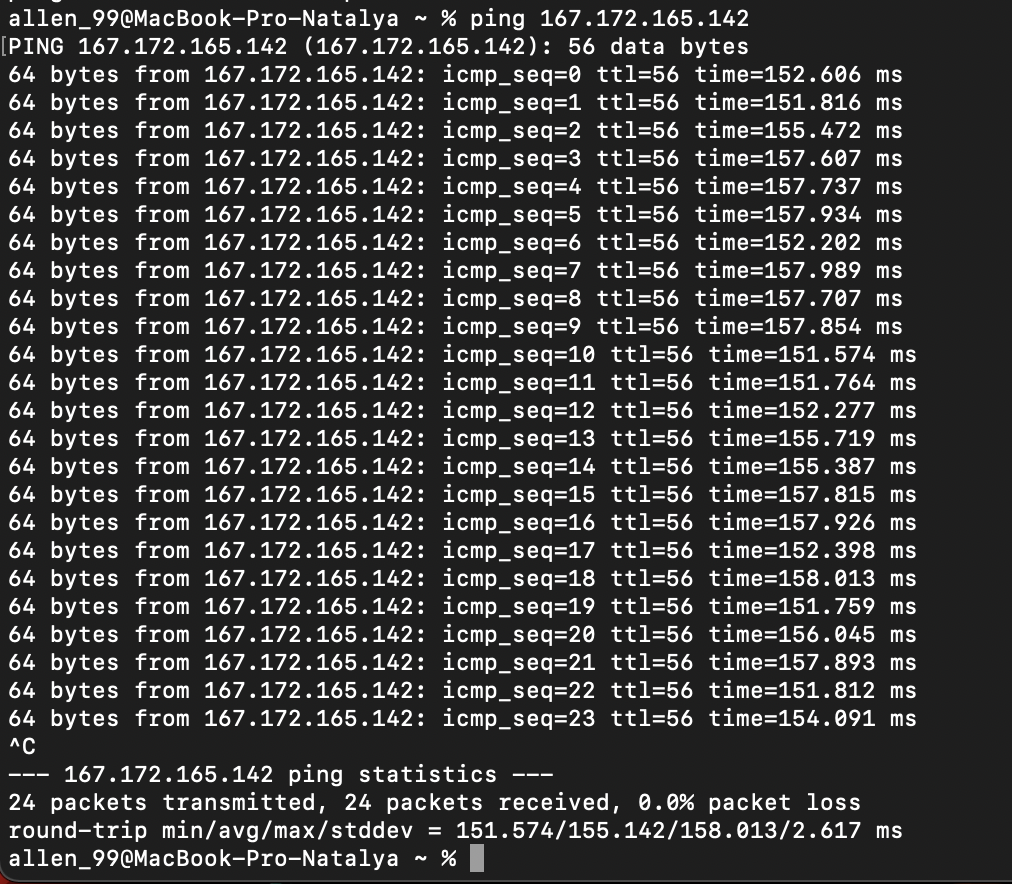 allen_99@MacBook-Pro-Natalya ~ % ping 167.172.165.142
[PING 167.172.165.142 (167.172.165.142): 56 data bytes
64 bytes from 167.172.165.142: icmp_seq=0 ttl=56 time=152.606 ms
64 bytes from 167.172.165.142: icmp_seq=1 ttl=56 time=151.816 ms
64 bytes from 167.172.165.142: icmp_seq=2 ttl=56 time=155.472 ms
64 bytes from 167.172.165.142: icmp_seq=3 ttl=56 time=157.607 ms
64 bytes from 167.172.165.142: icmp_seq=4 ttl=56 time=157.737 ms
64 bytes from 167.172.165.142: icmp_seq=5 ttl=56 time=157.934 ms
64 bytes from 167.172.165.142: icmp_seq=6 ttl=56 time=152.202 ms
64 bytes from 167.172.165.142: icmp_seq=7 ttl=56 time=157.989 ms
64 bytes from 167.172.165.142: icmp_seq=8 ttl=56 time=157.707 ms
64 bytes from 167.172.165.142: icmp_seq=9 ttl=56 time=157.854 ms
64 bytes from 167.172.165.142: icmp_seq=10 ttl=56 time=151.574 ms
64 bytes from 167.172.165.142: icmp_seq=11 ttl=56 time=151.764 ms
64 bytes from 167.172.165.142: icmp_seq=12 ttl=56 time=152.277 ms
64 bytes from 167.172.165.142: icmp_seq=13 ttl=56 time=155.719 ms
64 bytes from 167.172.165.142: icmp_seq=14 ttl=56 time=155.387 ms
64 bytes from 167.172.165.142: icmp_seq=15 ttl=56 time=157.815 ms
64 bytes from 167.172.165.142: icmp_seq=16 ttl=56 time=157.926 ms
64 bytes from 167.172.165.142: icmp_seq=17 ttl=56 time=152.398 ms
64 bytes from 167.172.165.142: icmp_seq=18 ttl=56 time=158.013 ms
64 bytes from 167.172.165.142: icmp_seq=19 ttl=56 time=151.759 ms
64 bytes from 167.172.165.142: icmp_seq=20 ttl=56 time=156.045 ms
64 bytes from 167.172.165.142: icmp_seq=21 ttl=56 time=157.893 ms
64 bytes from 167.172.165.142: icmp_seq=22 ttl=56 time=151.812 ms
64 bytes from 167.172.165.142: icmp_seq=23 ttl=56 time=154.091 ms
^C
--- 167.172.165.142 ping statistics ---
24 packets transmitted, 24 packets received, 0.0% packet loss
round-trip min/avg/max/stddev = 151.574/155.142/158.013/2.617 ms
allen_99@MacBook-Pro-Natalya ~ %